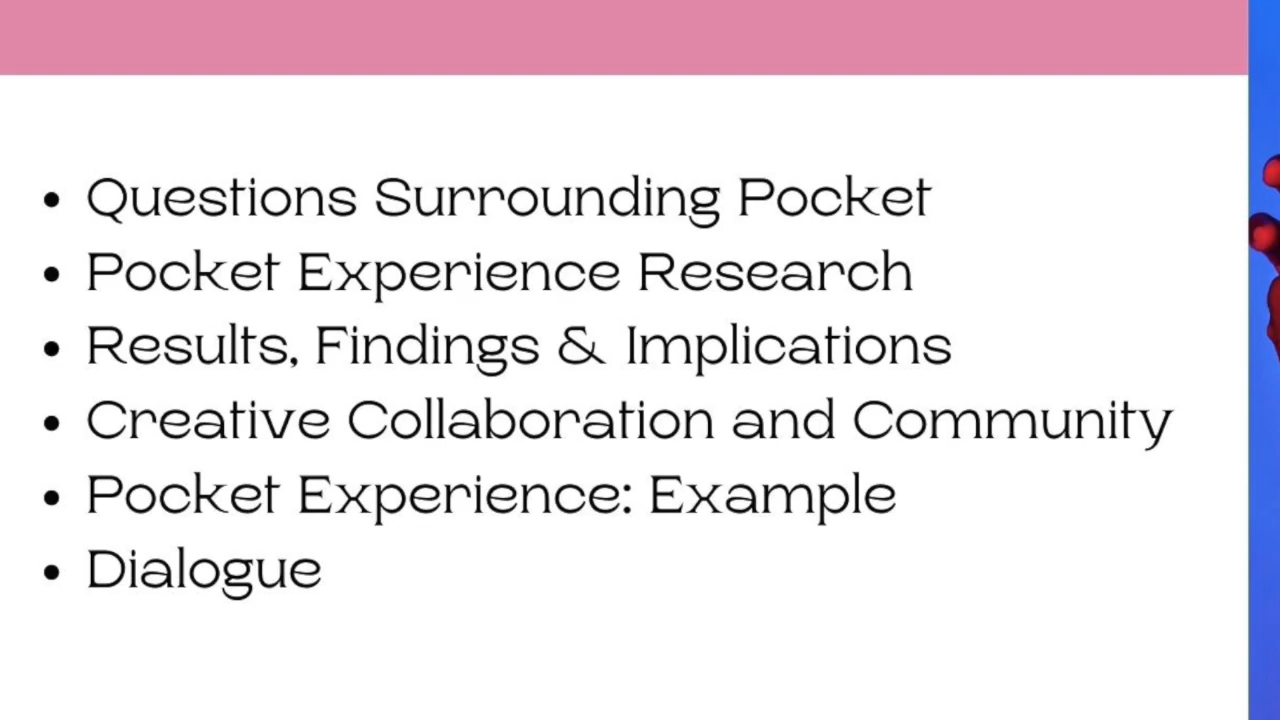 • Questions Surrounding Pocket
• Pocket Experience Research
• Results, Findings & Implications
• Creative Collaboration and Community
• Pocket Experience: Example
• Dialogue